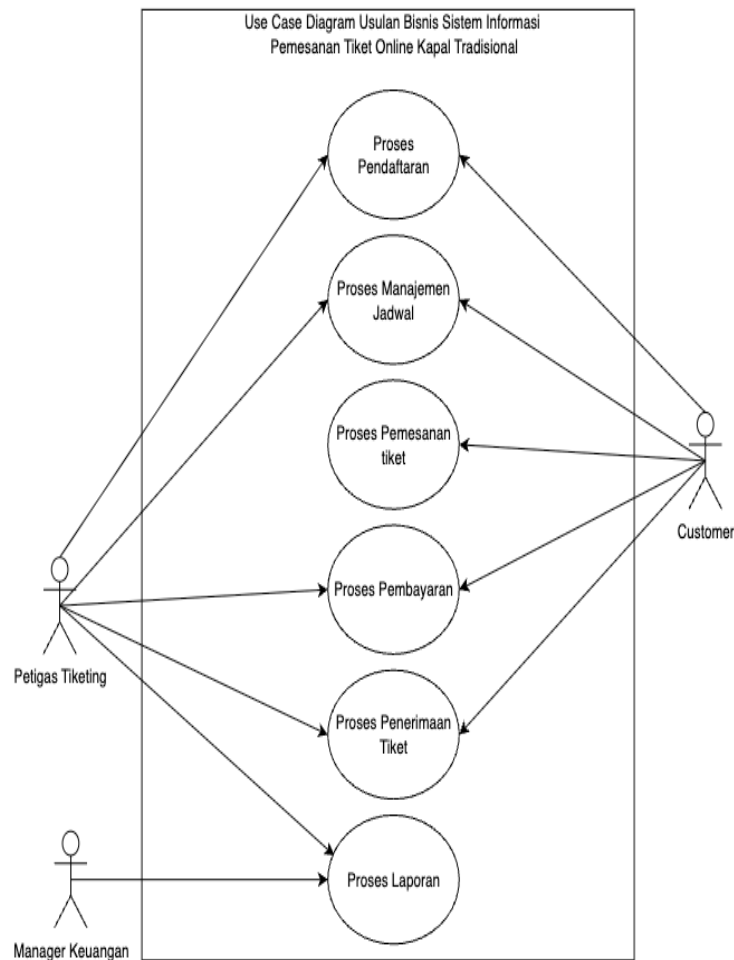 Use Case Diagram Usulan Bisnis Sistem Informasi
Pemesanan Tiket Online Kapal Tradisional
Proses
Pendaftaran
Proses Manajemen
Jadwal
Proses Pemesanan
tiket
Customer
Proses Pembayaran
Petigas Tiketing
Proses Penerimaan
Tiket
Proses Laporan
Manager Keuangan